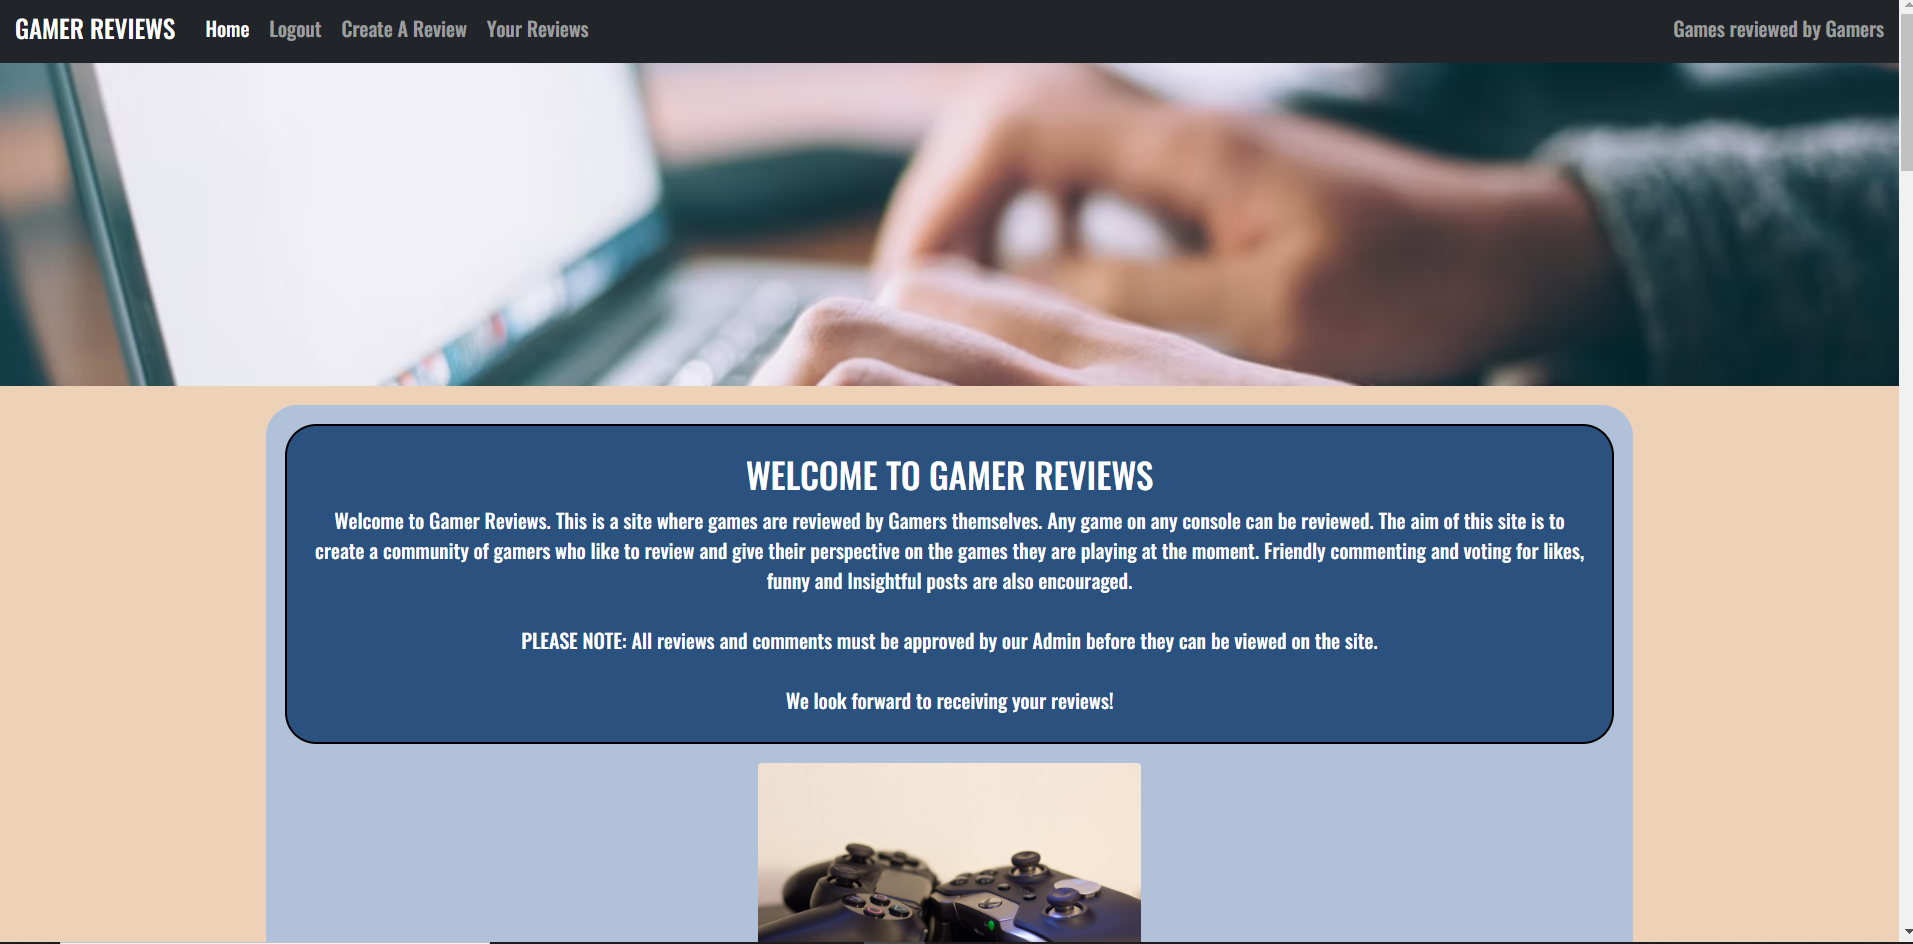 GAMER REVIEWS Home Logout Create A Review Your Reviews Games reviewed by Gamers
WELCOME TO GAMER REVIEWS
Welcome to Gamer Reviews. This is a site where games are reviewed by Gamers themselves. Any game on any console can be reviewed. The aim of this site is to
create a community of gamers who like to review and give their perspective on the games they are playing at the moment. Friendly commenting and voting for likes,
funny and Insightful posts are also encouraged.
PLEASE NOTE: All reviews and comments must be approved by our Admin before they can be viewed on the site.
We look forward to receiving your reviews!